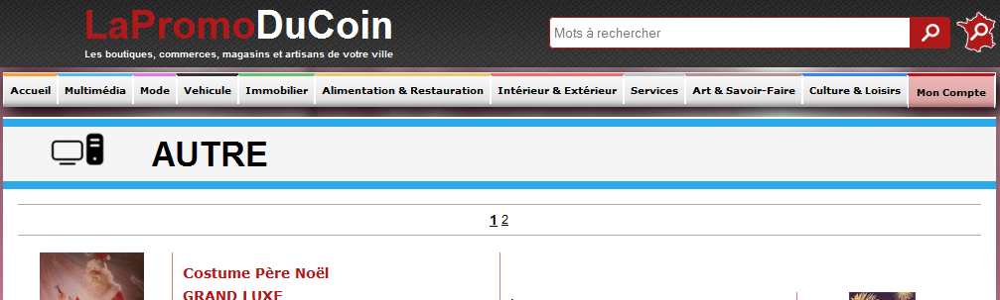 LaPromoDuCoin
Les boutiques, commerces, magasins et artisans de votre ville
Mots à rechercher
Accueil Multimédia Mode Vehicule Immobilier Alimentation & Restauration Intérieur & Extérieur Services Art & Savoir-Faire Culture & Loisirs Mon Compte
AUTRE
1 2
Costume Père Noël
GRAND LUXE